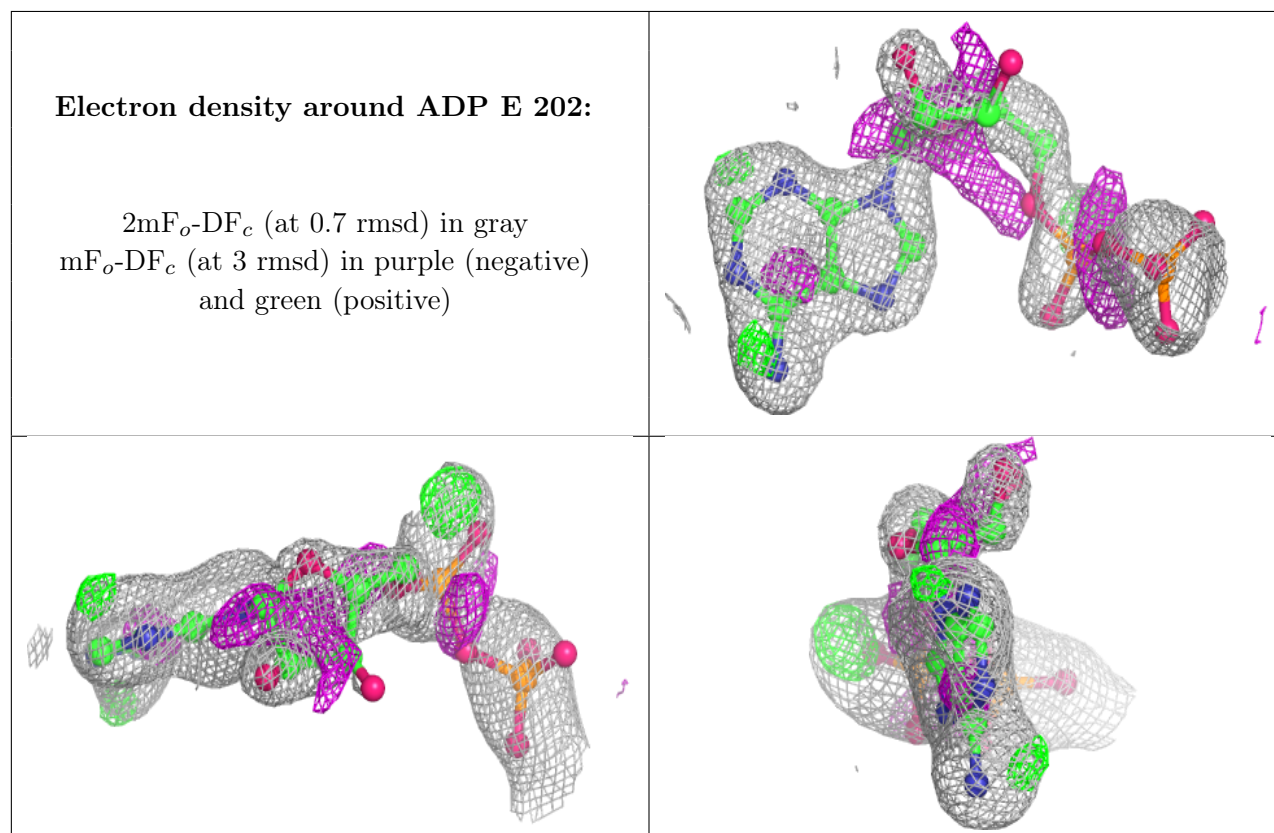 Electron density around ADP E 202:
2mFo-DFc (at 0.7 rmsd) in gray
mFo-DFc (at 3 rmsd) in purple (negative)
and green (positive)